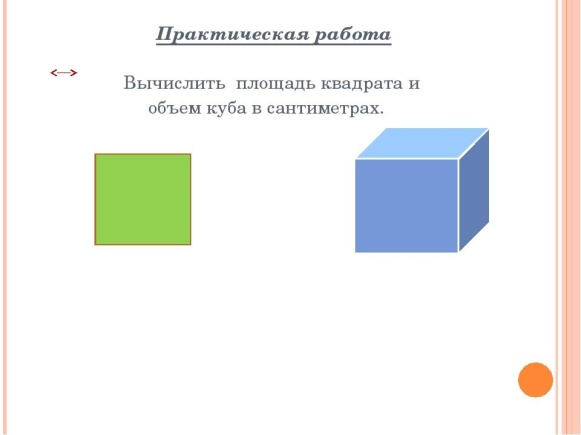 Практическая работа
Вычислить площадь квадрата и
объем куба в сантиметрах.